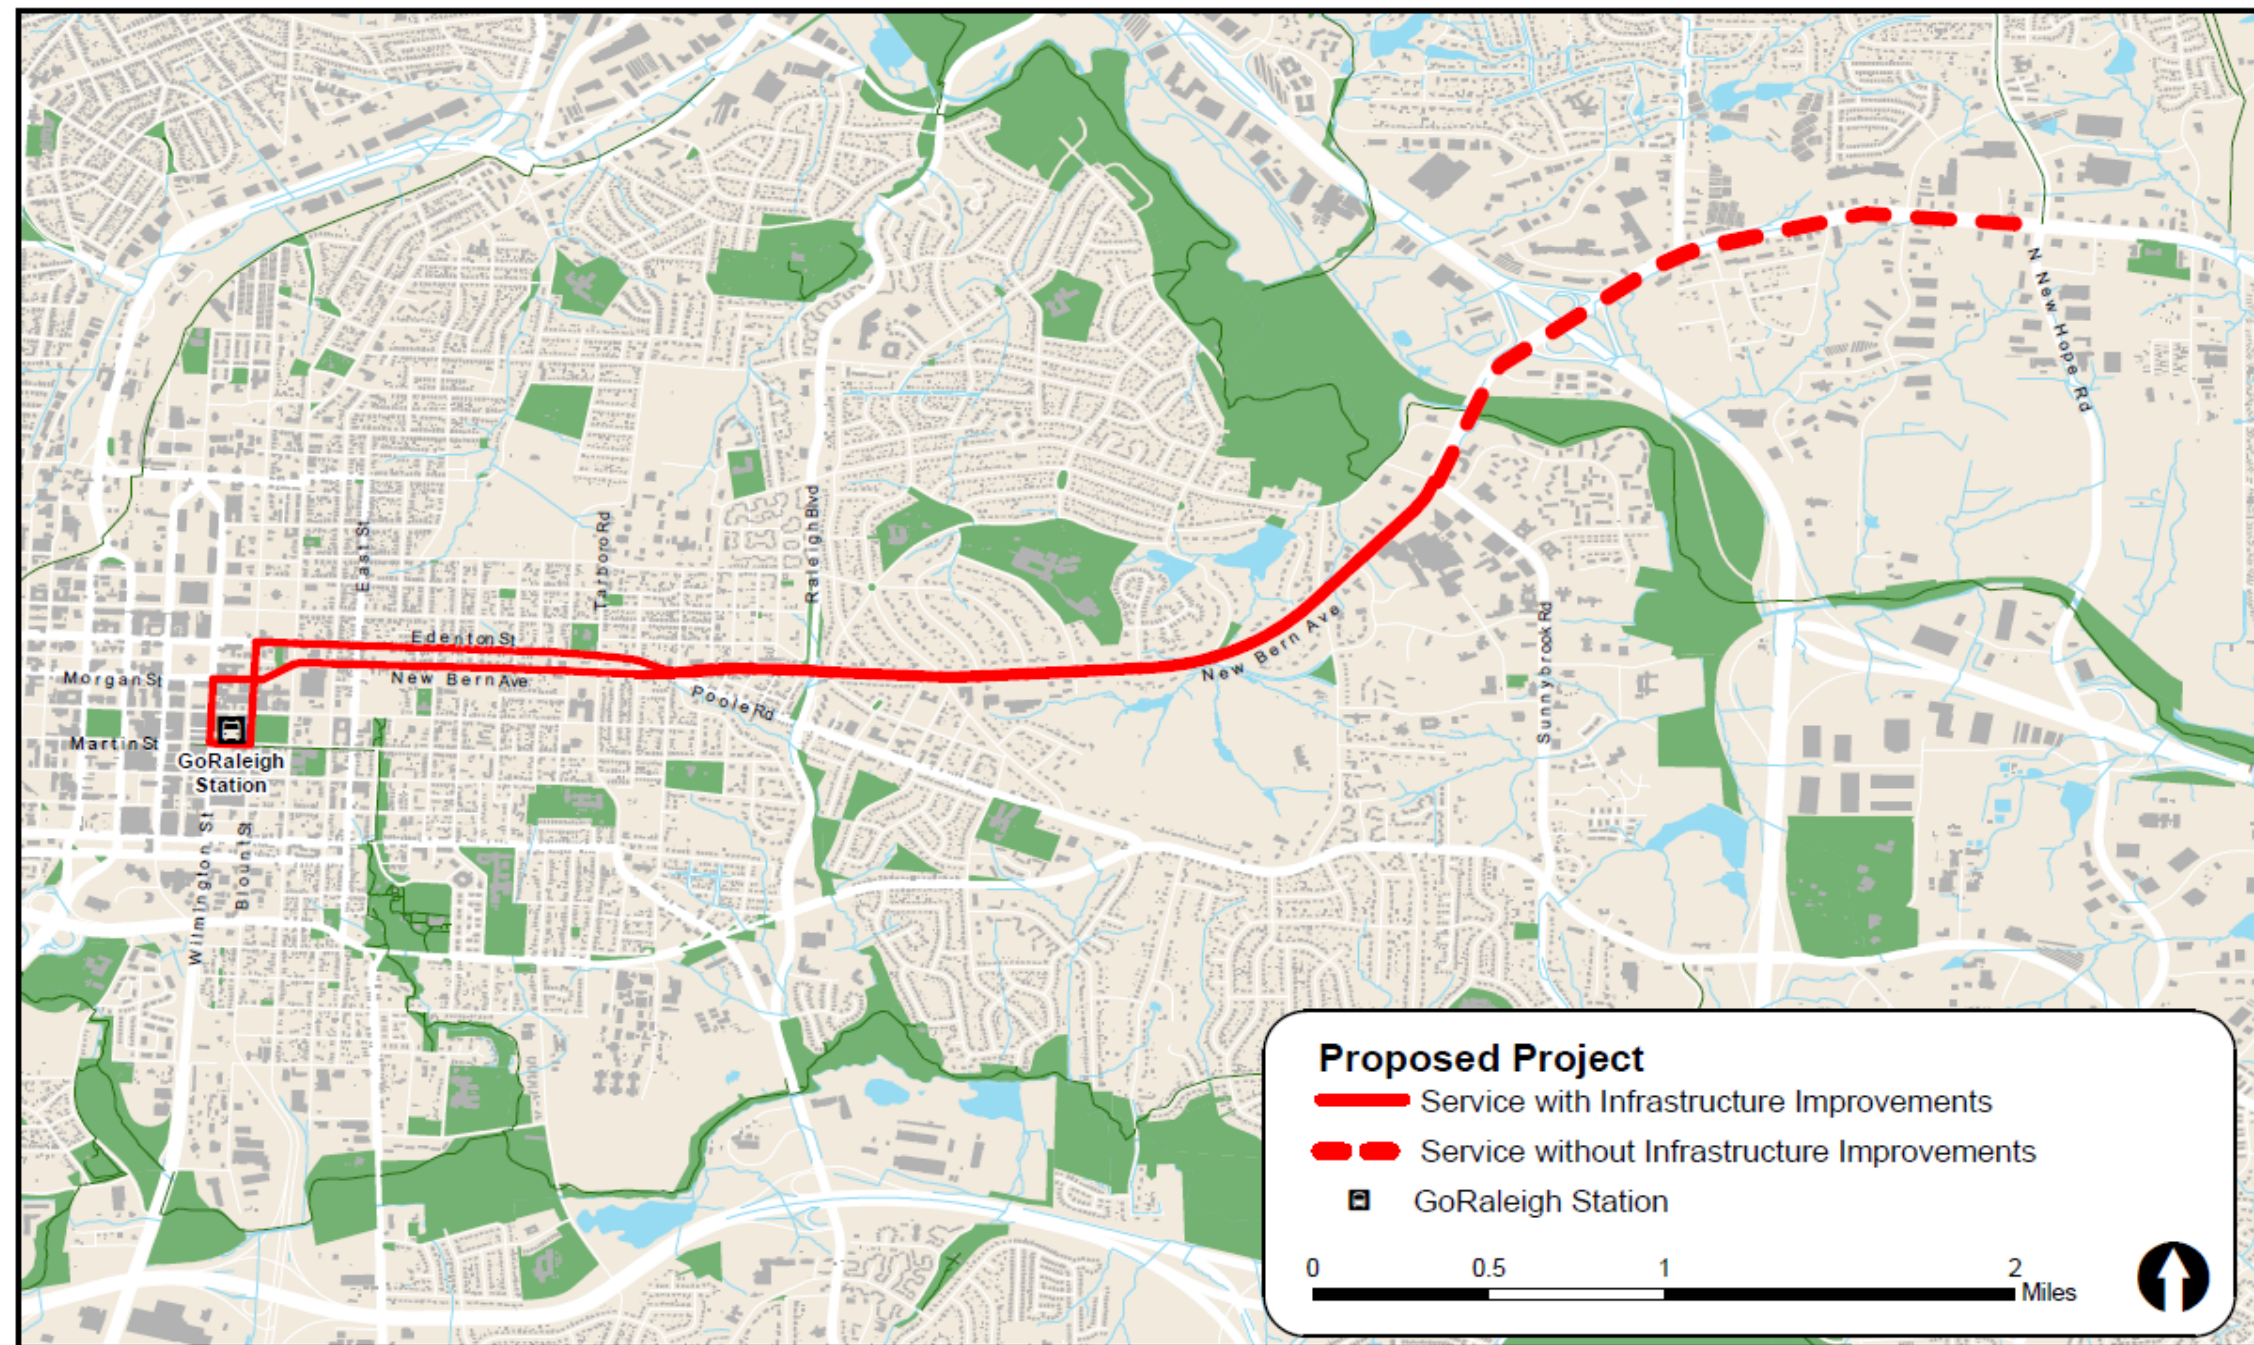 N New Hope Rd
East St
Tarboro Rd
Raleigh Blvd
Edenton St
Morgan St
New Bern Ave
New Bern Ave
Poole Rd
Sunnybrook Rd
Martin St
GoRaleigh
Station
Wilmington St
Blount St
Proposed Project
Service with Infrastructure Improvements
Service without Infrastructure Improvements
GoRaleigh Station
0 0.5 1 2
Miles